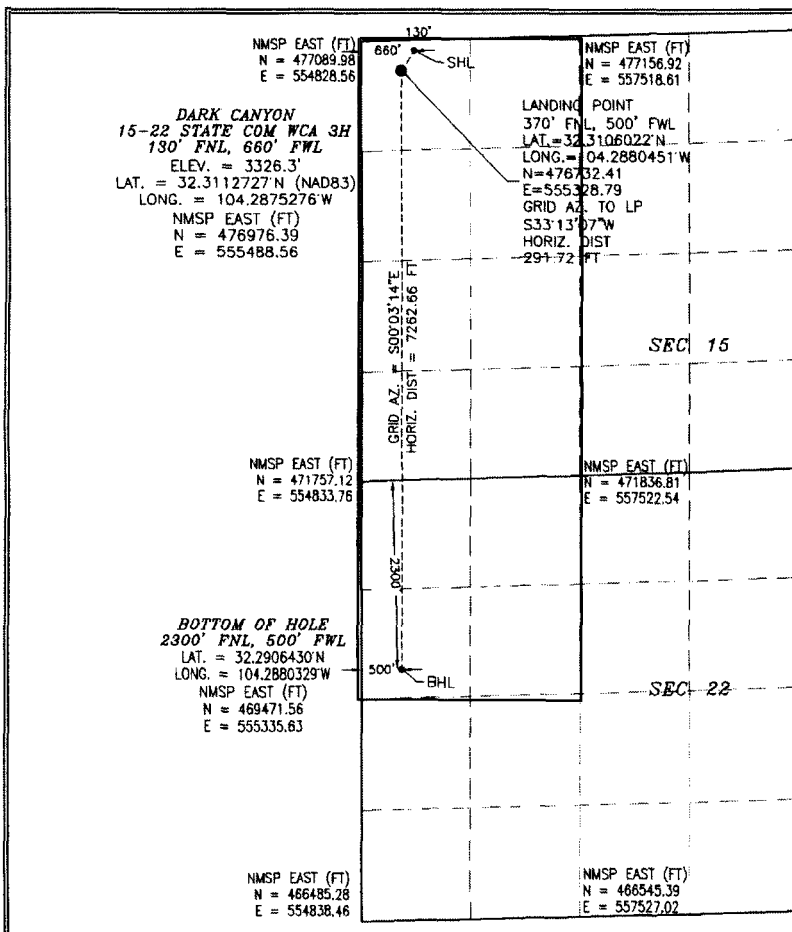 NMSP EAST (FT)
N = 477089.98
E = 554828.56
130'
660'
SHL
NMSP EAST (FT)
N = 477156.92
E = 557518.61
DARK CANYON
15-22 STATE COM WCA 3H
130' FNL, 660' FWL
ELEV. = 3326.3'
LAT. = 32.3112727°N (NAD83)
LONG. = 104.2875276°W
NMSP EAST (FT)
N = 476976.39
E = 555488.56
LANDING POINT
370' FNL, 500' FWL
LAT.=32.3106022°N
LONG.=104.2880451°W
N=476732.41
E=555328.79
GRID AZ. TO LP
S33°13'07"W
HORIZ. DIST
291.72 FT
GRID AZ. = S00°03'14"E
HORIZ. DIST = 7262.66 FT
SEC 15
NMSP EAST (FT)
N = 471757.12
E = 554833.76
NMSP EAST (FT)
N = 471836.81
E = 557522.54
2300'
BOTTOM OF HOLE
2300' FNL, 500' FWL
LAT. = 32.2906430°N
LONG. = 104.2880329°W
NMSP EAST (FT)
N = 469471.56
E = 555335.63
500'
BHL
SEC 22
NMSP EAST (FT)
N = 466485.28
E = 554838.46
NMSP EAST (FT)
N = 466545.39
E = 557527.02